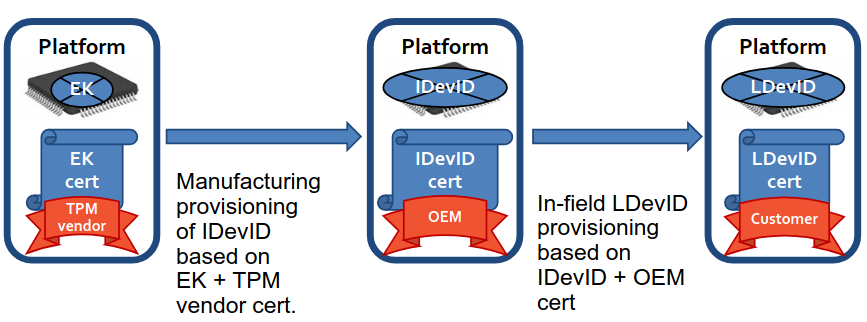 Platform
EK
EK
cert
TPM
vendor
Manufacturing
provisioning
of IDevID
based on
EK + TPM
vendor cert.
Platform
IDevID
IDevID
cert
OEM
In-field LDevID
provisioning
based on
IDevID + OEM
cert
Platform
LDevID
LDevID
cert
Customer